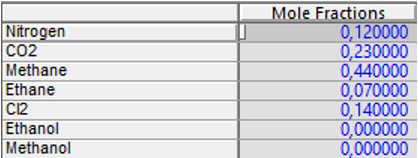 Mole Fractions
Nitrogen 0,120000
CO2 0,230000
Methane 0,440000
Ethane 0,070000
Cl2 0,140000
Ethanol 0,000000
Methanol 0,000000